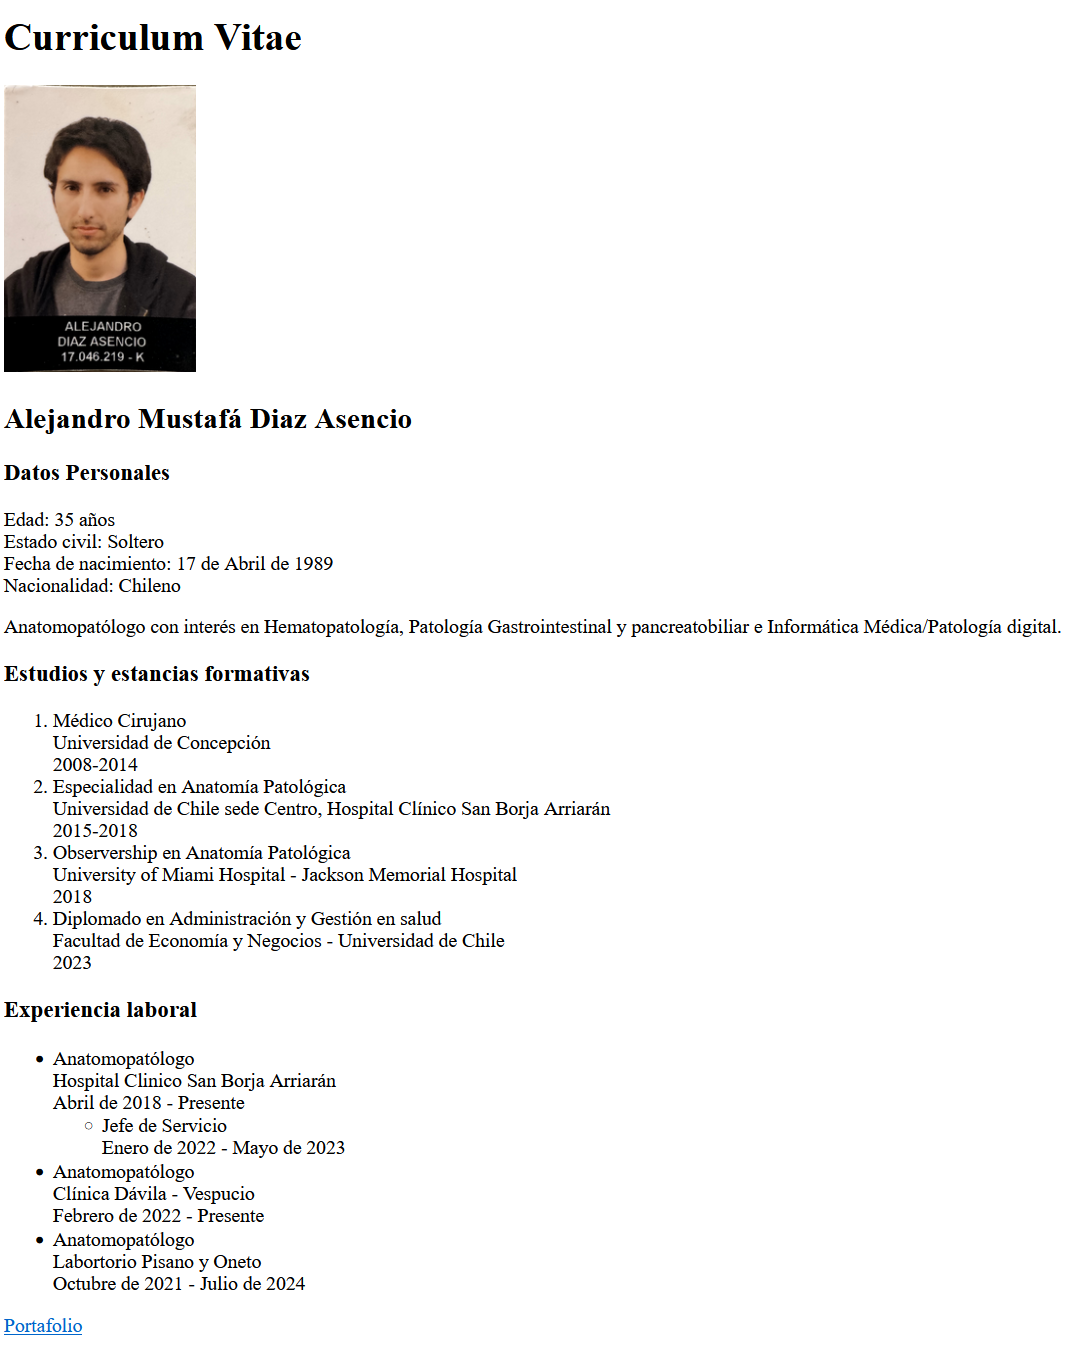 Curriculum Vitae
ALEJANDRO
DIAZ ASENCIO
17.046.219 - K
Alejandro Mustafá Diaz Asencio
Datos Personales
Edad: 35 años
Estado civil: Soltero
Fecha de nacimiento: 17 de Abril de 1989
Nacionalidad: Chileno
Anatomopatólogo con interés en Hematopatología, Patología Gastrointestinal y pancreatobiliar e Informática Médica/Patología digital.
Estudios y estancias formativas
1. Médico Cirujano
Universidad de Concepción
2008-2014
2. Especialidad en Anatomía Patológica
Universidad de Chile sede Centro, Hospital Clínico San Borja Arriarán
2015-2018
3. Observership en Anatomía Patológica
University of Miami Hospital - Jackson Memorial Hospital
2018
4. Diplomado en Administración y Gestión en salud
Facultad de Economía y Negocios - Universidad de Chile
2023
Experiencia laboral
• Anatomopatólogo
Hospital Clinico San Borja Arriarán
Abril de 2018 - Presente
○ Jefe de Servicio
Enero de 2022 - Mayo de 2023
• Anatomopatólogo
Clínica Dávila - Vespucio
Febrero de 2022 - Presente
• Anatomopatólogo
Labortorio Pisano y Oneto
Octubre de 2021 - Julio de 2024
Portafolio